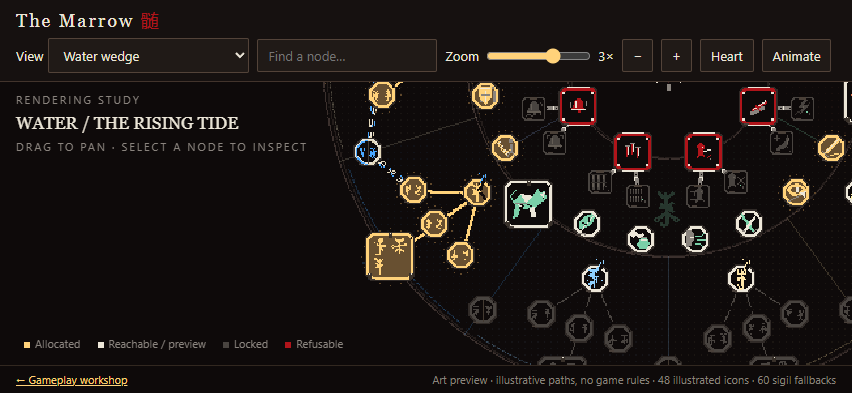 The Marrow 髄
View Water wedge Find a node... Zoom 3× − + Heart Animate
RENDERING STUDY
WATER / THE RISING TIDE
DRAG TO PAN · SELECT A NODE TO INSPECT
Allocated Reachable / preview Locked Refusable
← Gameplay workshop Art preview · illustrative paths, no game rules · 48 illustrated icons · 60 sigil fallbacks